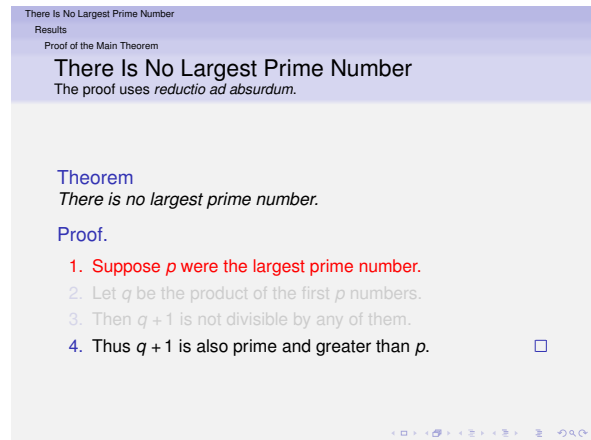 There Is No Largest Prime Number
Results
Proof of the Main Theorem
There Is No Largest Prime Number
The proof uses reductio ad absurdum.
Theorem
There is no largest prime number.
Proof.
1. Suppose p were the largest prime number.
2. Let q be the product of the first p numbers.
3. Then q + 1 is not divisible by any of them.
4. Thus q + 1 is also prime and greater than p. □